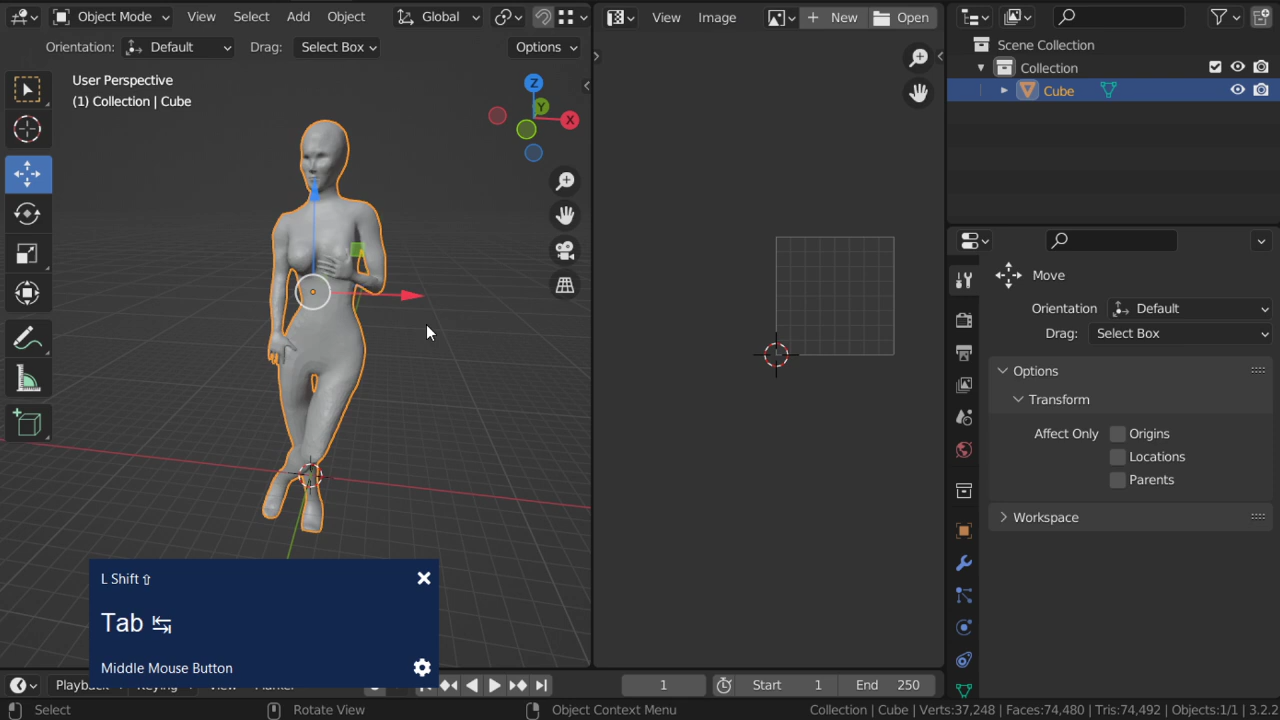 Object Mode View Select Add Object Global View Image New Open
Orientation: Default Drag: Select Box Options
User Perspective
(1) Collection | Cube
Z
Y
X
Scene Collection
Collection
Cube
Move
Orientation Default
Drag: Select Box
Options
Transform
Affect Only Origins
Locations
Parents
Workspace
L Shift ⇧
Tab ↹
Middle Mouse Button
Playback Keying View Marker 1 Start 1 End 250
Select Rotate View Object Context Menu Collection | Cube | Verts:37,248 | Faces:74,480 | Tris:74,492 | Objects:1/1 | 3.2.2